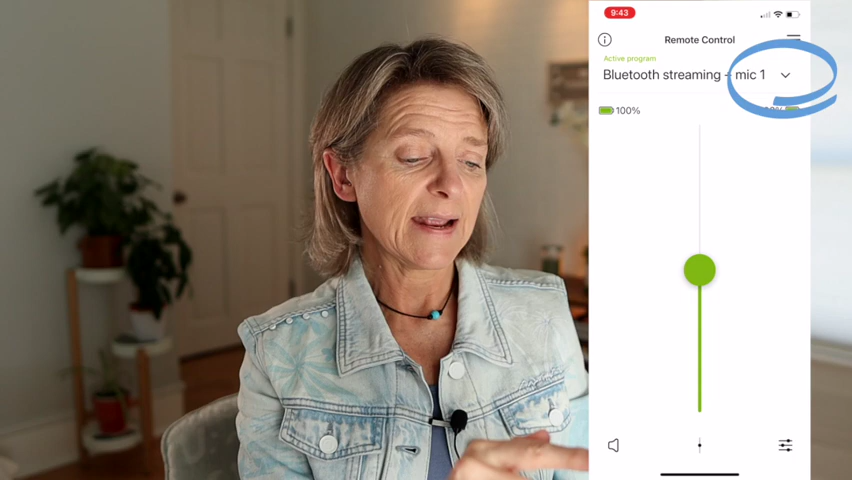 9:43
Remote Control
Active program
Bluetooth streaming + mic 1
100%